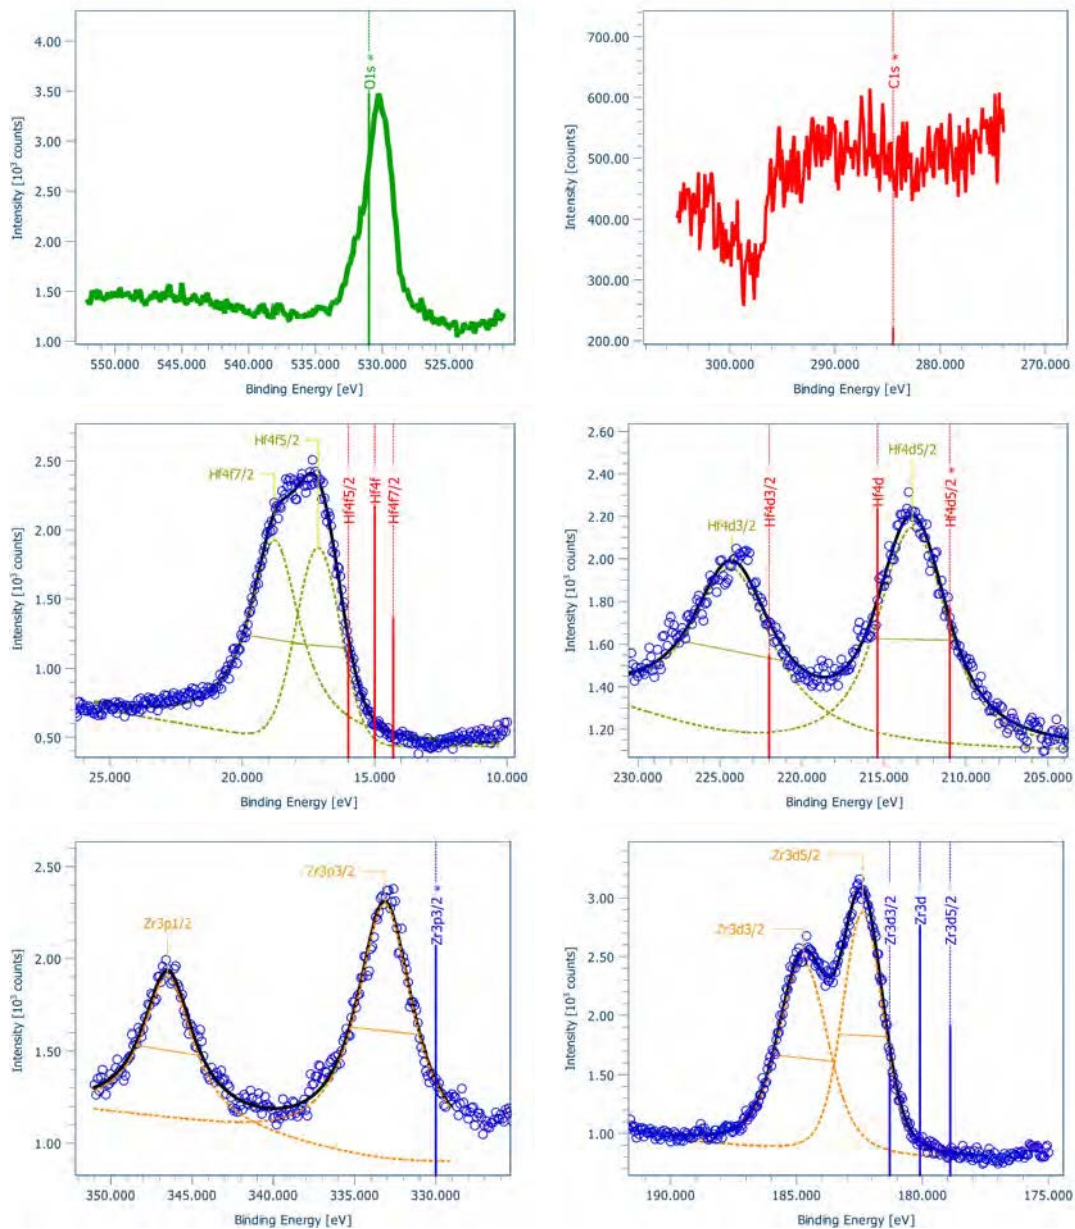 4.00
3.50
3.00
2.50
2.00
1.50
1.00
Intensity [10³ counts]
O1s *
550.000 545.000 540.000 535.000 530.000 525.000
Binding Energy [eV]
700.00
600.00
500.00
400.00
300.00
200.00
Intensity [counts]
C1s *
300.000 290.000 280.000 270.000
Binding Energy [eV]
2.50
2.00
1.50
1.00
0.50
Intensity [10³ counts]
Hf4f5/2
Hf4f7/2
Hf4f5/2
Hf4f
Hf4f7/2
25.000 20.000 15.000 10.000
Binding Energy [eV]
2.60
2.40
2.20
2.00
1.80
1.60
1.40
1.20
Intensity [10³ counts]
Hf4d5/2
Hf4d3/2
Hf4d3/2
Hf4d
Hf4d5/2 *
230.000 225.000 220.000 215.000 210.000 205.000
Binding Energy [eV]
2.50
2.00
1.50
1.00
Intensity [10³ counts]
Zr3p3/2
Zr3p1/2
Zr3p3/2 *
350.000 345.000 340.000 335.000 330.000
Binding Energy [eV]
3.00
2.50
2.00
1.50
1.00
Intensity [10³ counts]
Zr3d5/2
Zr3d3/2
Zr3d3/2
Zr3d
Zr3d5/2
190.000 185.000 180.000 175.000
Binding Energy [eV]